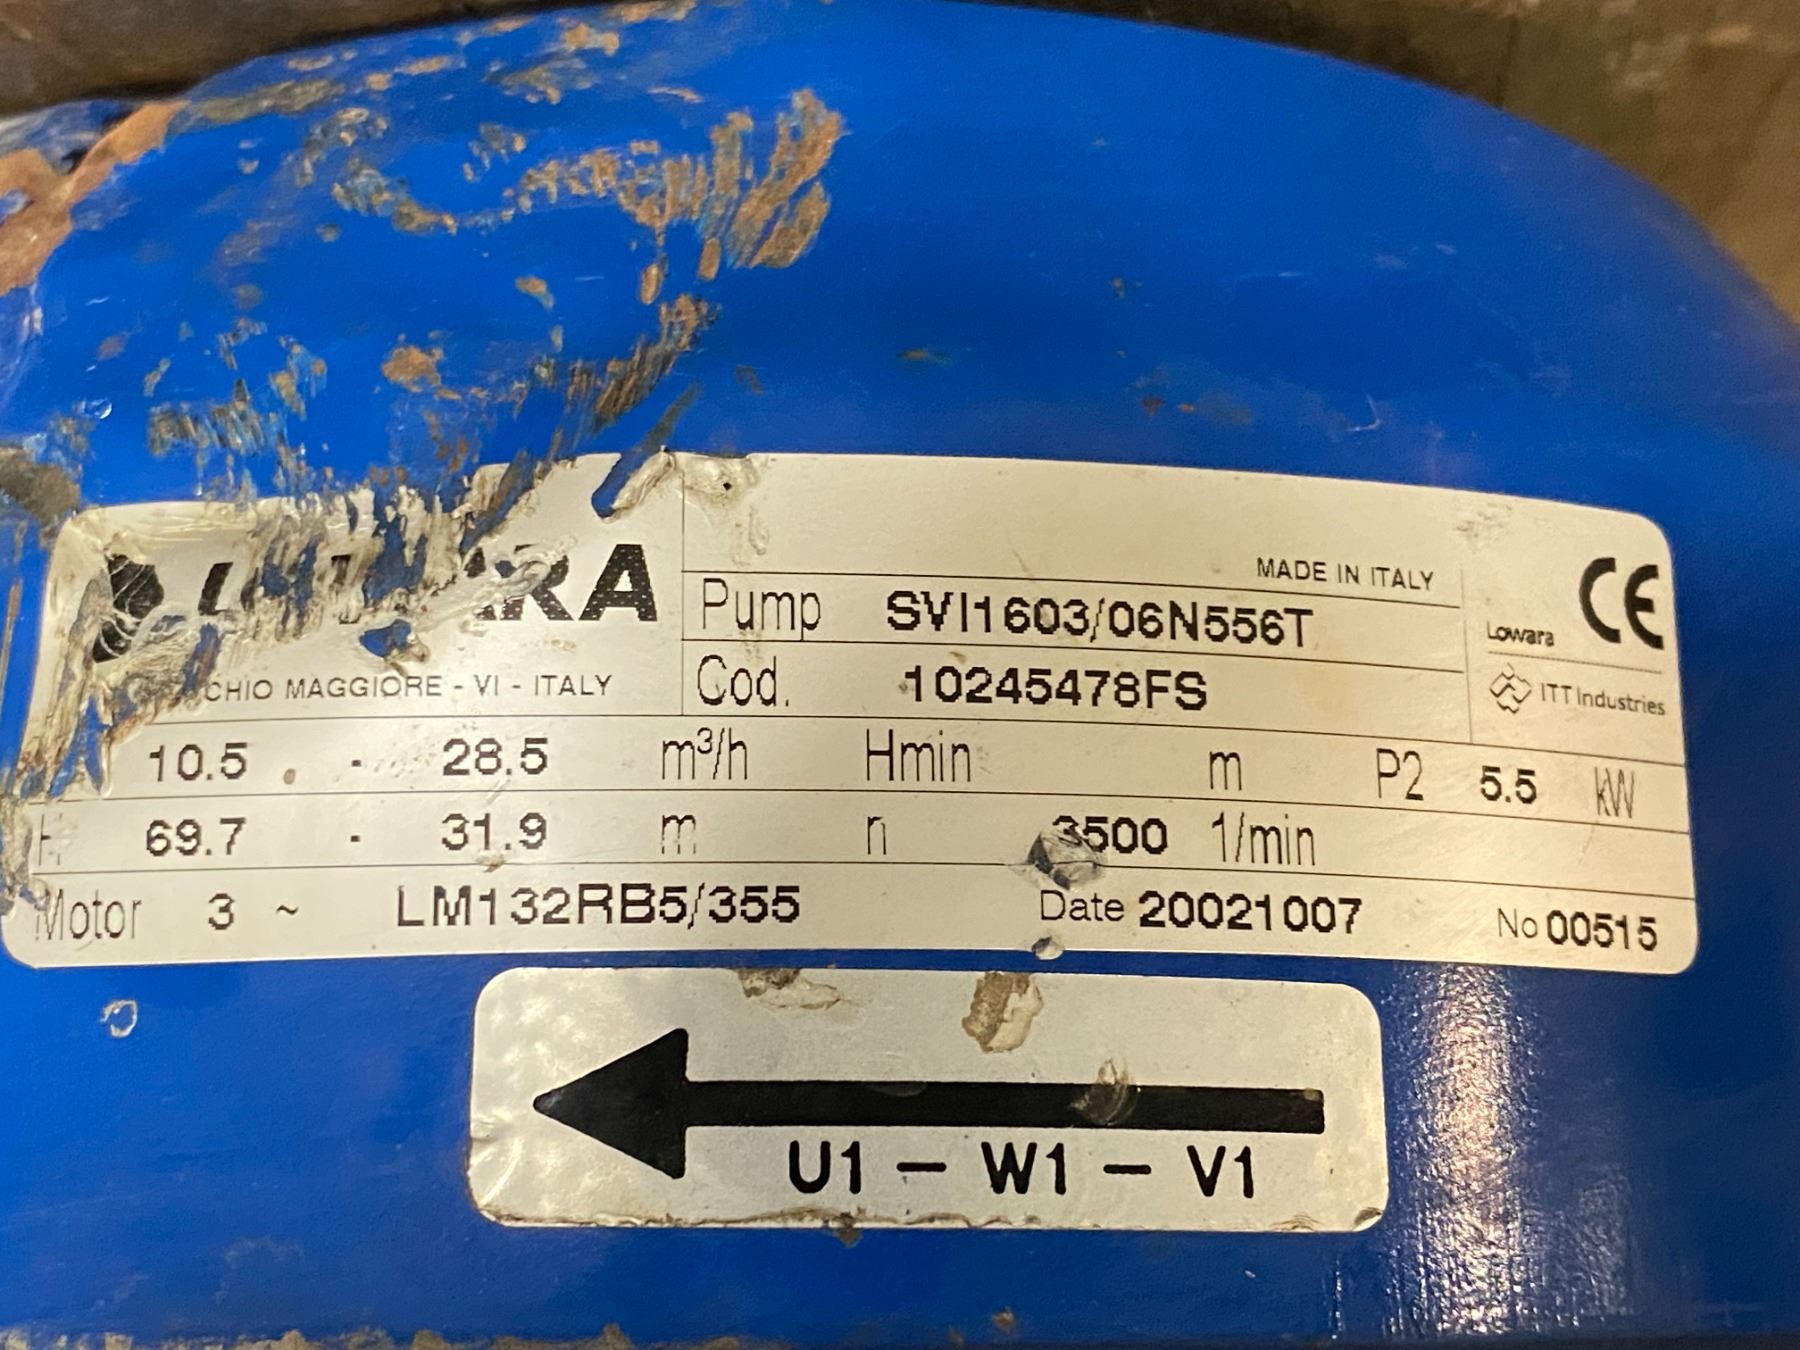 MADE IN ITALY
Pump SVI1603/06N556T
Cod. 10245478FS
MAGGIORE - VI - ITALY
CE
Lowara
ITT Industries
10.5 - 28.5 m³/h Hmin m P2 5.5 kW
H 69.7 - 31.9 m n 3500 1/min
Motor 3 ~ LM132RB5/355 Date 20021007 No 00515
U1 - W1 - V1